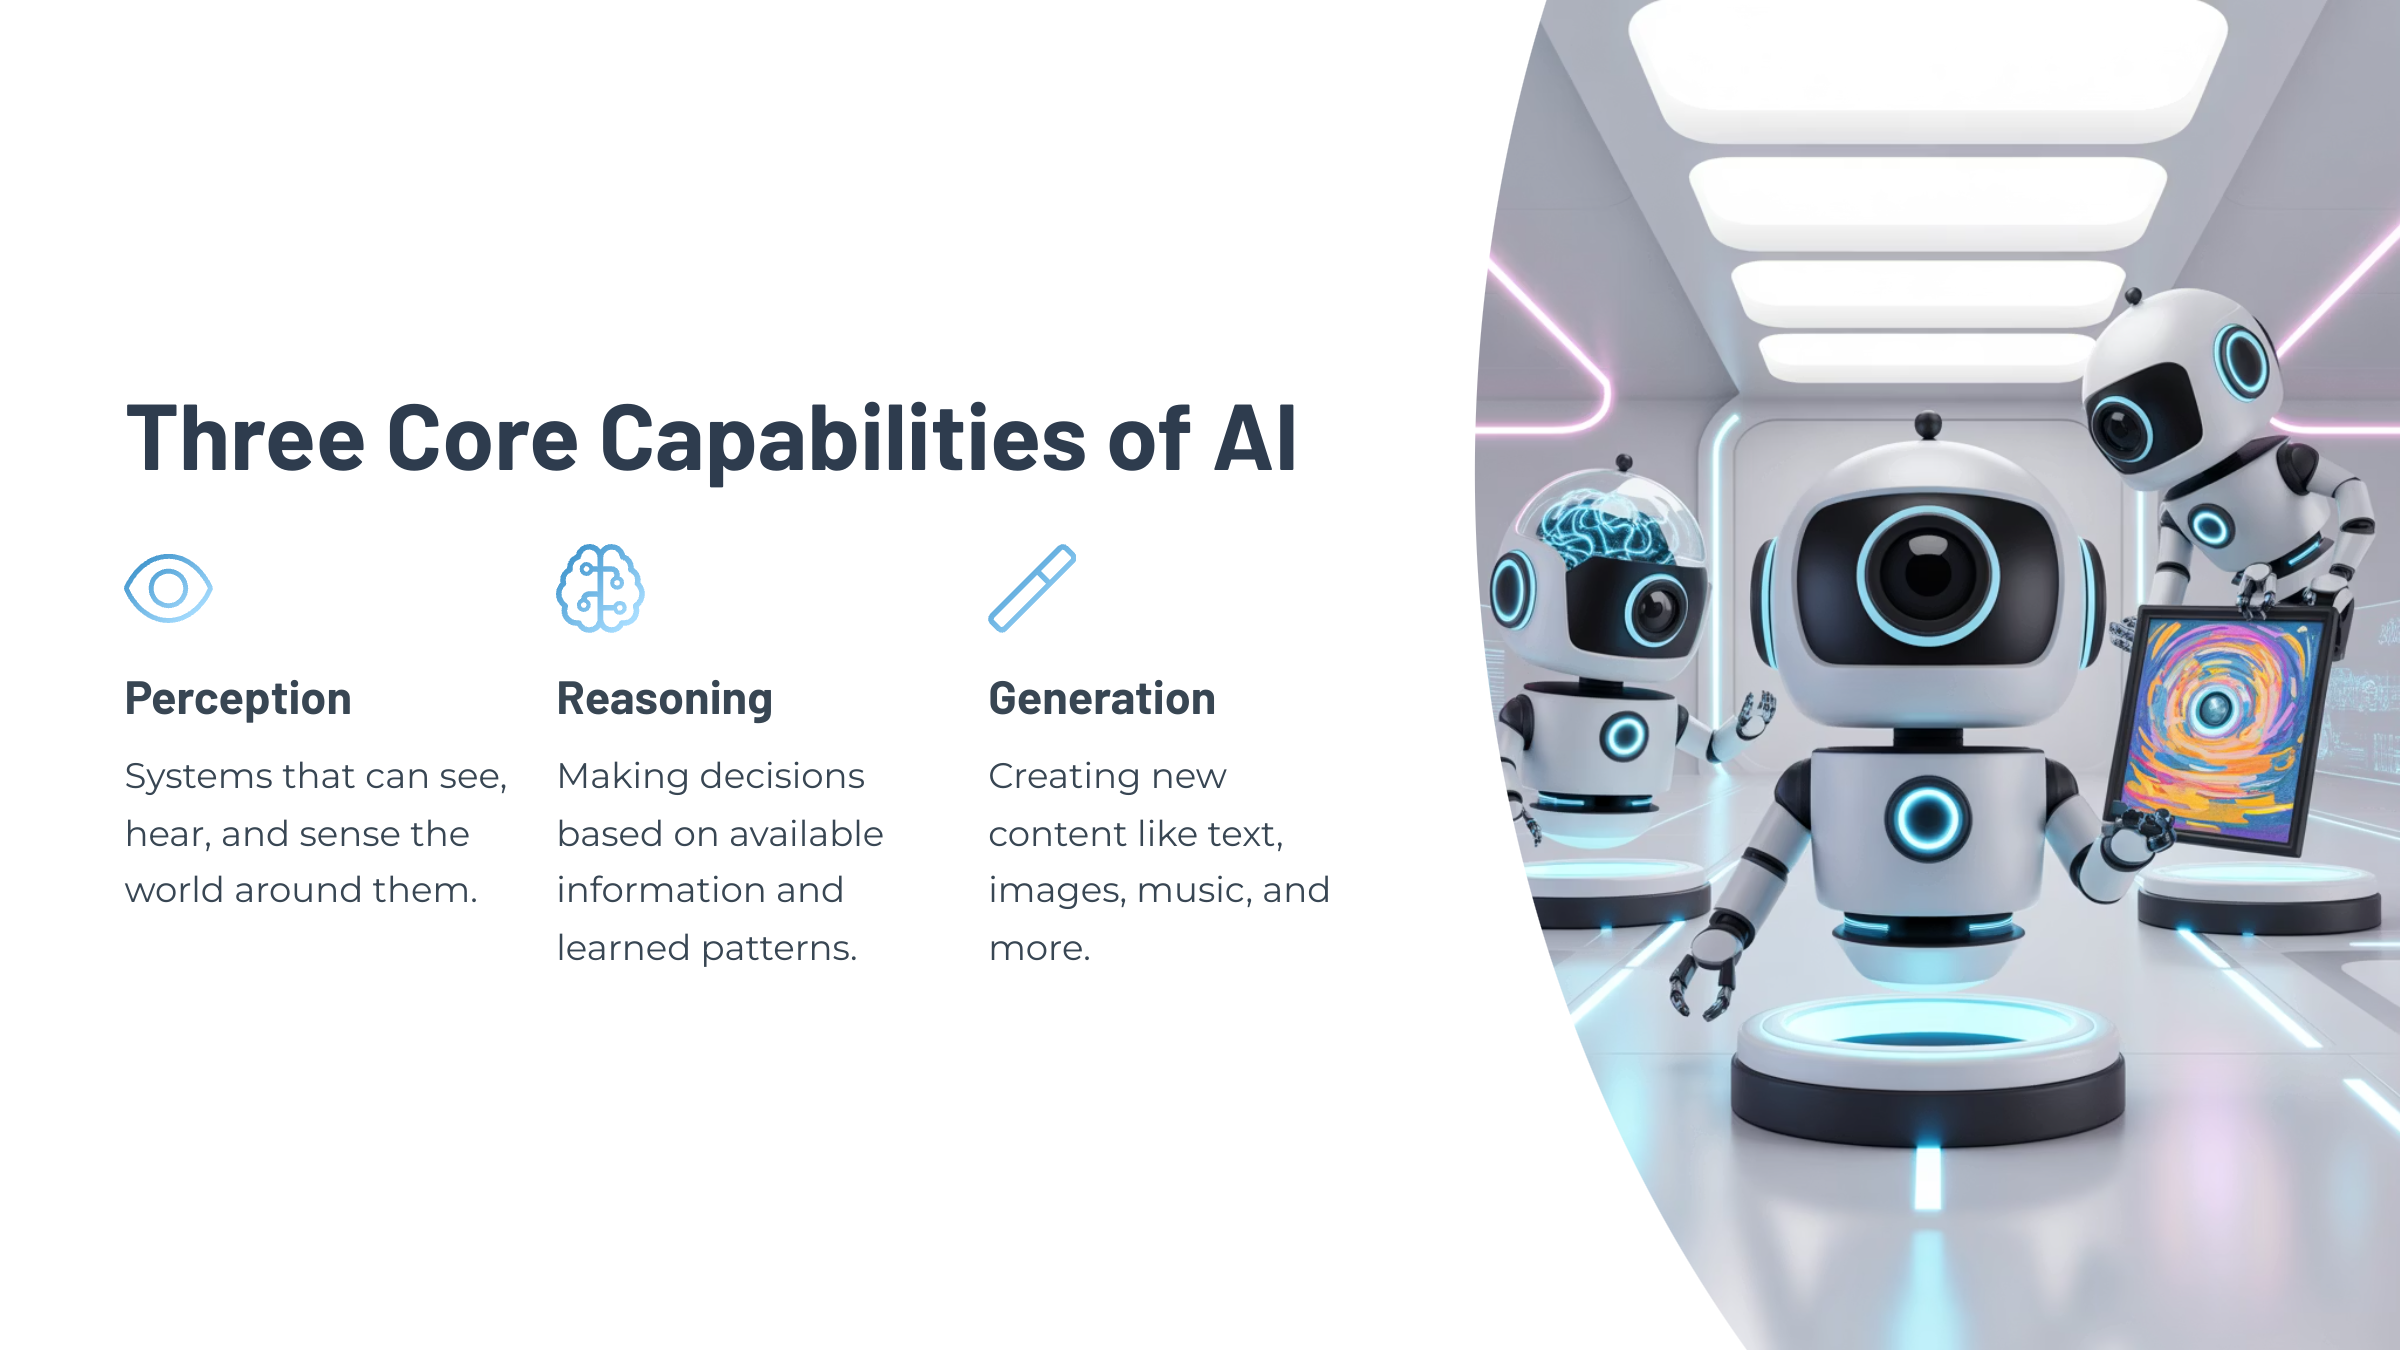 Three Core Capabilities of AI
Perception
Systems that can see,
hear, and sense the
world around them.
Reasoning
Making decisions
based on available
information and
learned patterns.
Generation
Creating new
content like text,
images, music, and
more.